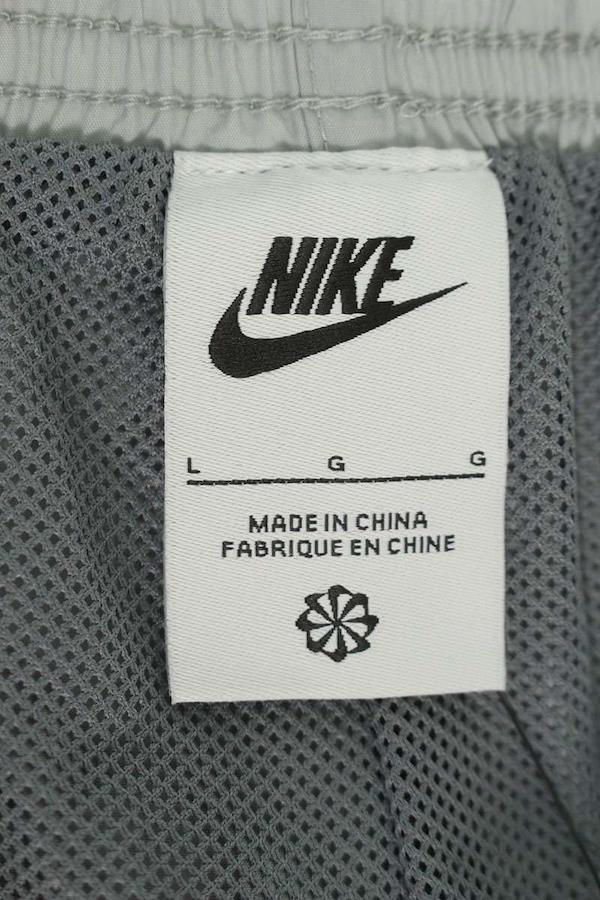 NIKE
L G G
MADE IN CHINA
FABRIQUE EN CHINE